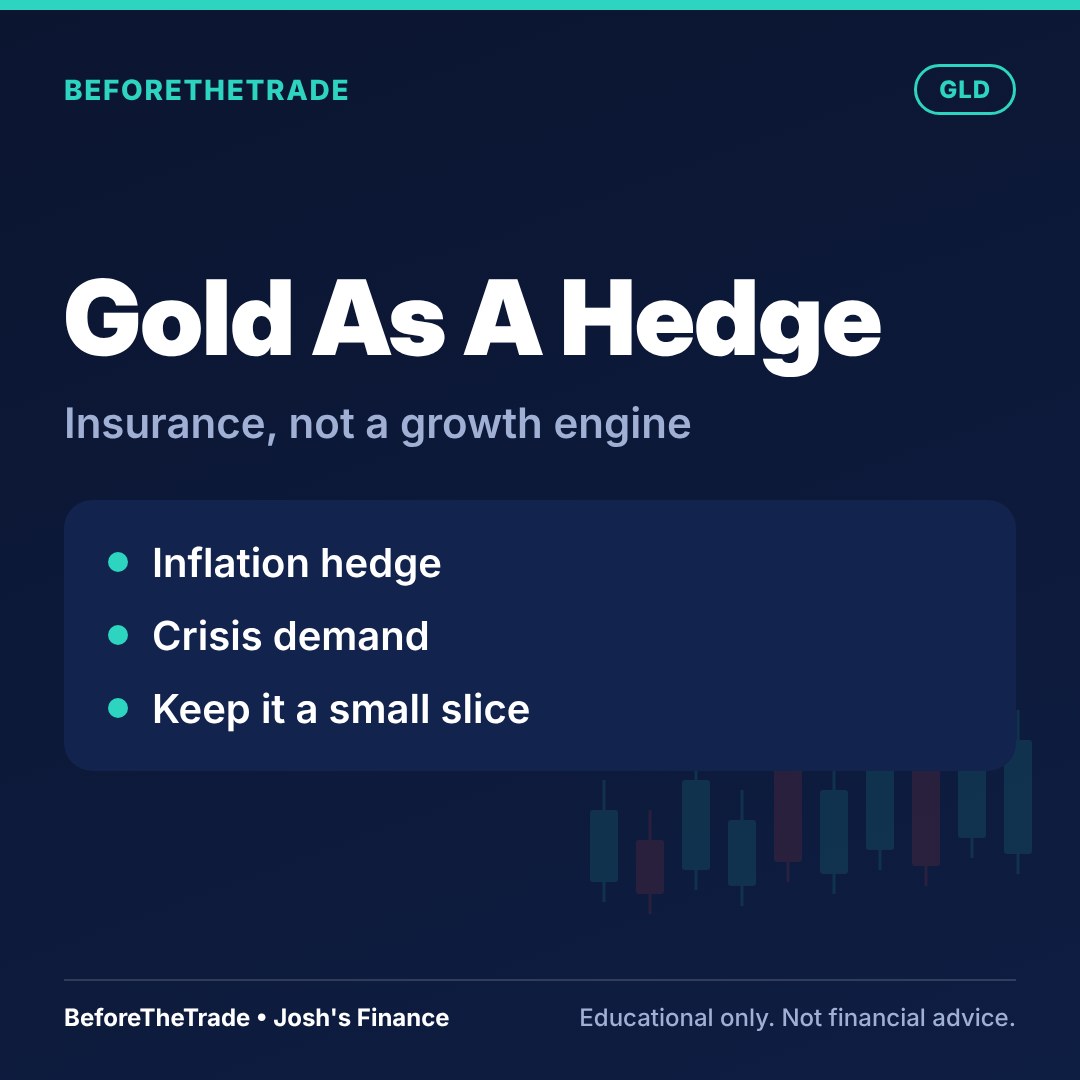 BEFORETHETRADE
GLD
Gold As A Hedge
Insurance, not a growth engine
Inflation hedge
Crisis demand
Keep it a small slice
BeforeTheTrade • Josh's Finance
Educational only. Not financial advice.